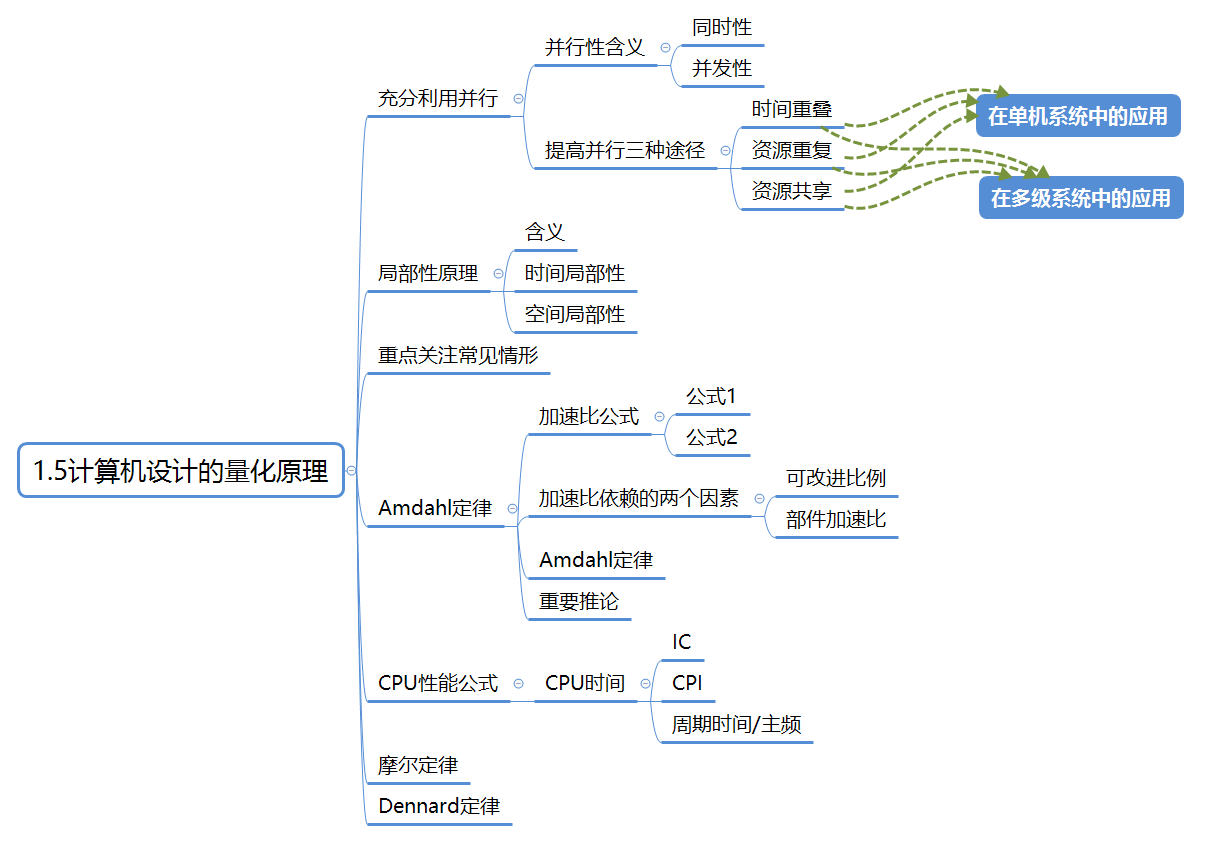 1.5计算机设计的量化原理
充分利用并行
并行性含义
同时性
并发性
提高并行三种途径
时间重叠
资源重复
资源共享
在单机系统中的应用
在多级系统中的应用
局部性原理
含义
时间局部性
空间局部性
重点关注常见情形
Amdahl定律
加速比公式
公式1
公式2
加速比依赖的两个因素
可改进比例
部件加速比
Amdahl定律
重要推论
CPU性能公式
CPU时间
IC
CPI
周期时间/主频
摩尔定律
Dennard定律